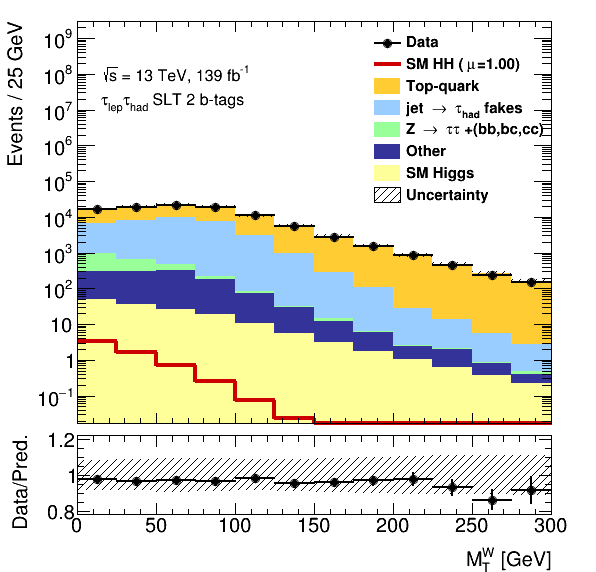 Events / 25 GeV
10⁹
10⁸
10⁷
10⁶
10⁵
10⁴
10³
10²
10
1
10⁻¹
√s = 13 TeV, 139 fb⁻¹
τlepτhad SLT 2 b-tags
Data
SM HH ( μ=1.00)
Top-quark
jet → τhad fakes
Z → ττ +(bb,bc,cc)
Other
SM Higgs
Uncertainty
Data/Pred.
1.2
1
0.8
0 50 100 150 200 250 300
M_T^W [GeV]